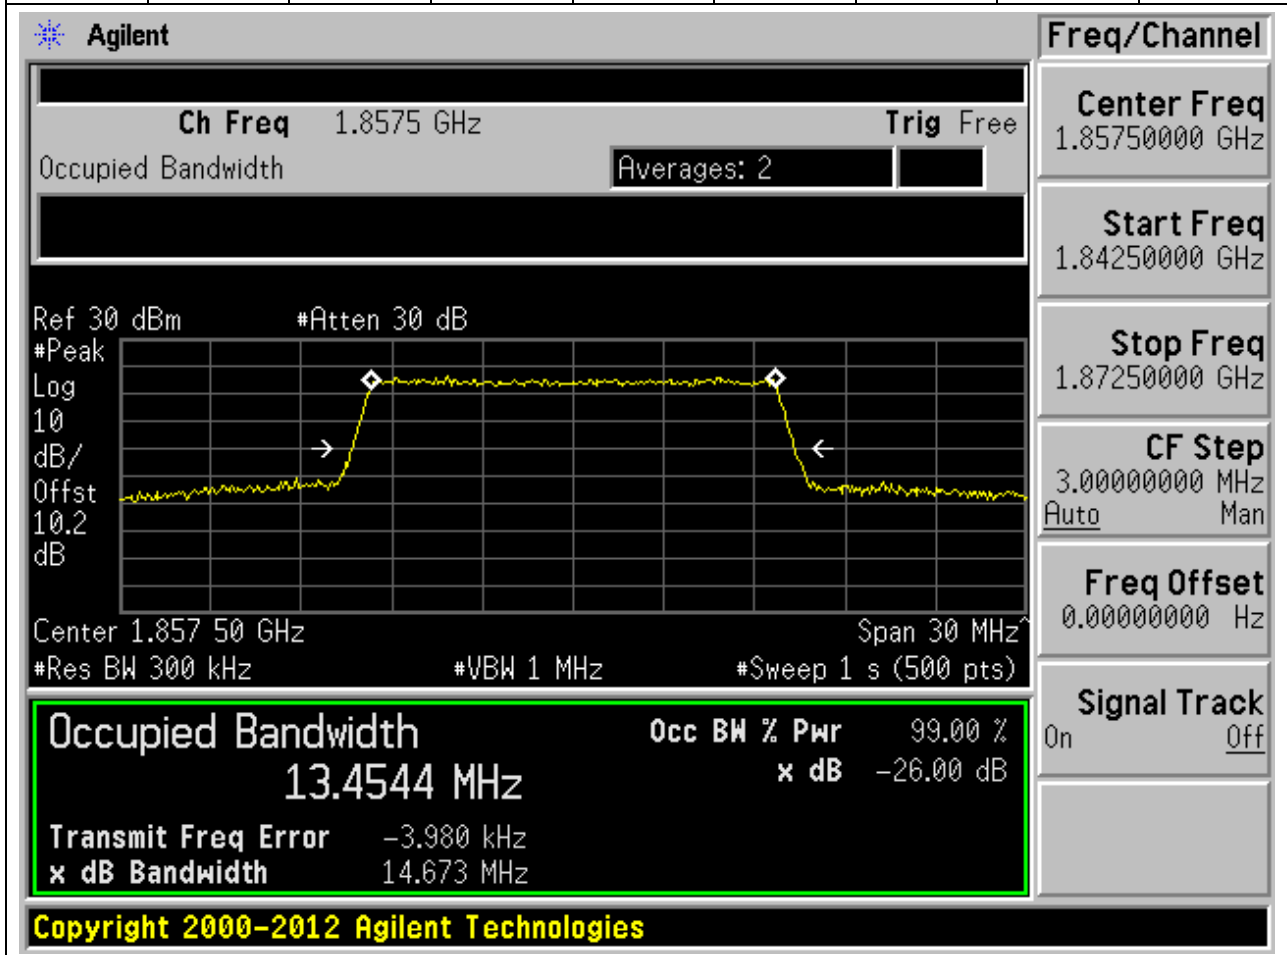 Agilent
Freq/Channel
Ch Freq 1.8575 GHz Trig Free
Occupied Bandwidth Averages: 2
Center Freq
1.85750000 GHz
Start Freq
1.84250000 GHz
Stop Freq
1.87250000 GHz
CF Step
3.00000000 MHz
Auto Man
Freq Offset
0.00000000 Hz
Signal Track
On Off
Ref 30 dBm #Atten 30 dB
#Peak
Log
10
dB/
Offst
10.2
dB
Center 1.857 50 GHz Span 30 MHz^
#Res BW 300 kHz #VBW 1 MHz #Sweep 1 s (500 pts)
Occupied Bandwidth Occ BW % Pwr 99.00 %
13.4544 MHz x dB -26.00 dB
Transmit Freq Error -3.980 kHz
x dB Bandwidth 14.673 MHz
Copyright 2000-2012 Agilent Technologies